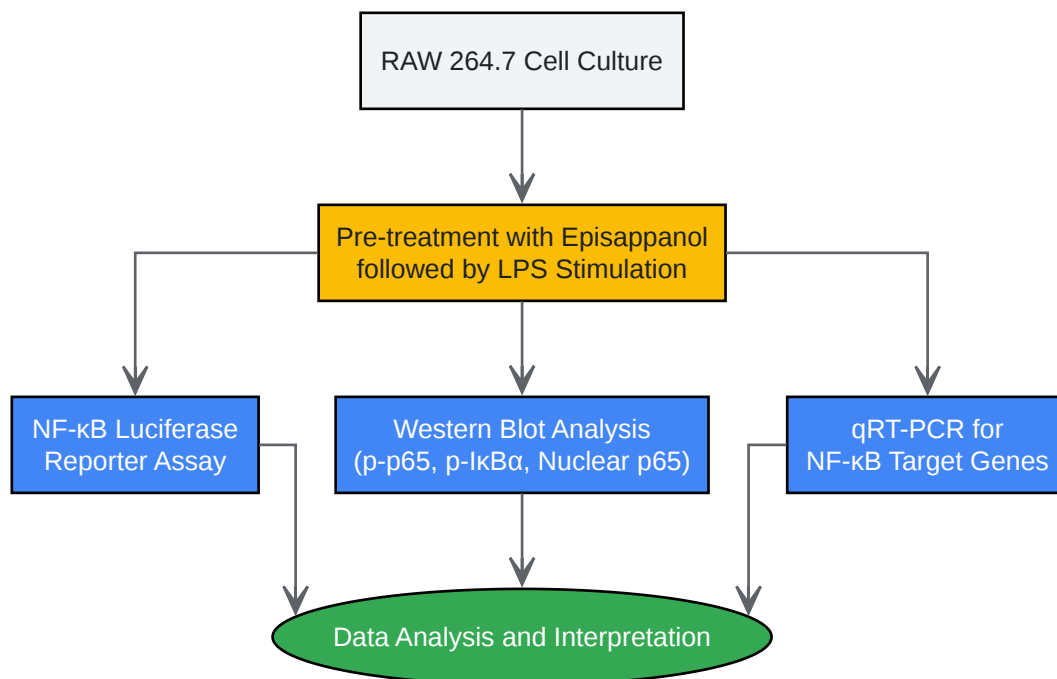 RAW 264.7 Cell Culture
Pre-treatment with Episappanol
followed by LPS Stimulation
NF-κB Luciferase
Reporter Assay
Western Blot Analysis
(p-p65, p-IκBα, Nuclear p65)
qRT-PCR for
NF-κB Target Genes
Data Analysis and Interpretation